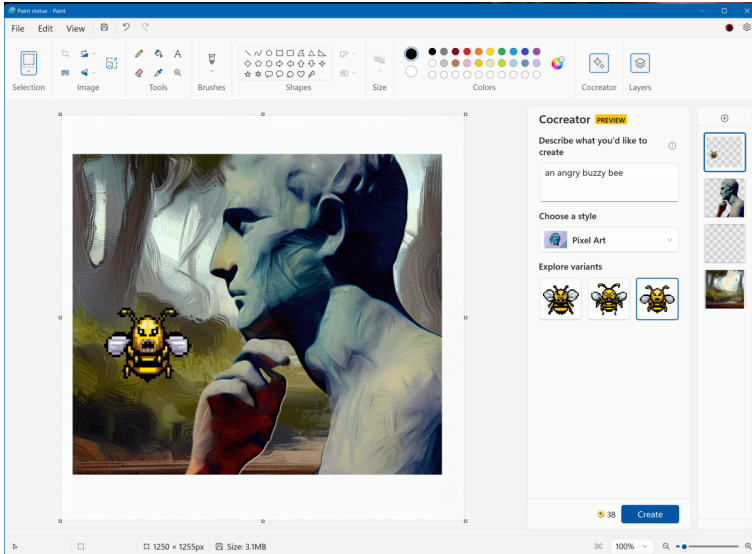 Paint statue - Paint
File Edit View
Selection
Image
Tools
Brushes
Shapes
Size
Colors
Cocreator
Layers
A
Cocreator PREVIEW
Describe what you'd like to
create
an angry buzzy bee
Choose a style
Pixel Art
Explore variants
38 Create
1250 × 1255px Size: 3.1MB 100%